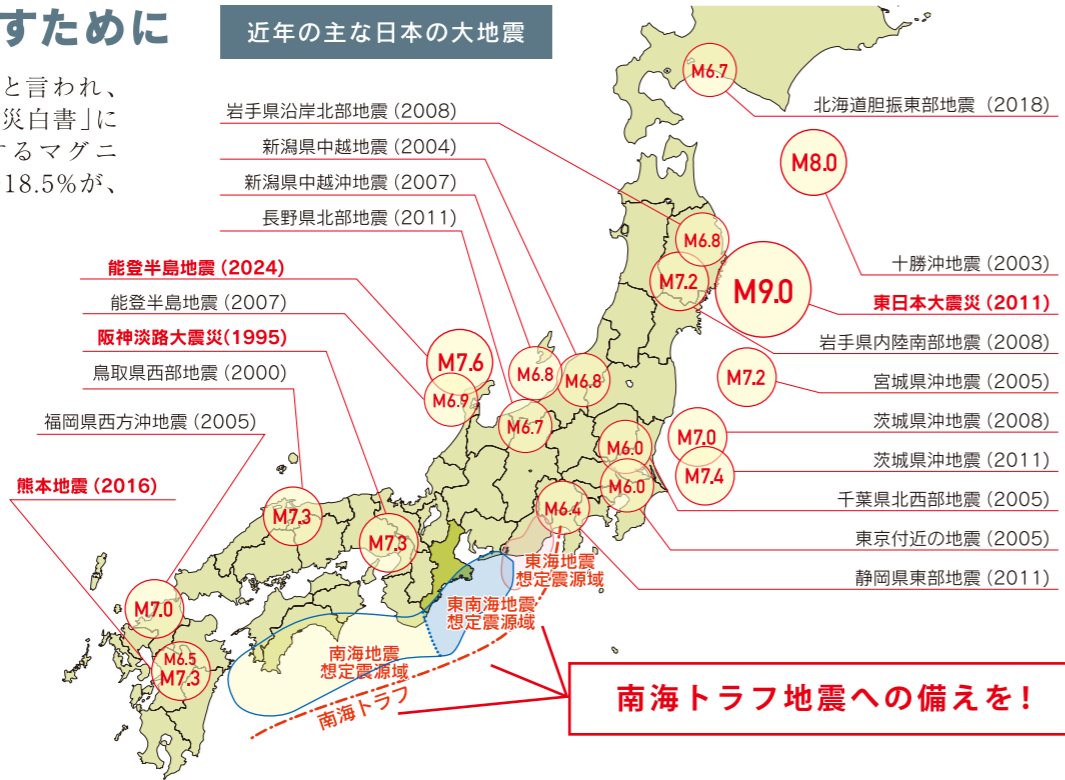 すために
と言われ、
災白書」に
するマグニ
18.5%が、
近年の主な日本の大地震
M6.7
北海道胆振東部地震（2018）
岩手県沿岸北部地震（2008）
新潟県中越地震（2004）
新潟県中越沖地震（2007）
長野県北部地震（2011）
能登半島地震（2024）
能登半島地震（2007）
阪神淡路大震災(1995)
鳥取県西部地震（2000）
福岡県西方沖地震（2005）
熊本地震（2016）
M8.0
十勝沖地震（2003）
M6.8
M7.2
M9.0
東日本大震災（2011）
岩手県内陸南部地震（2008）
M7.2
宮城県沖地震（2005）
M7.6
M6.9
M6.8
M6.8
M6.7
M6.0
M7.0
茨城県沖地震（2008）
M7.4
茨城県沖地震（2011）
M6.0
千葉県北西部地震（2005）
東京付近の地震（2005）
M6.4
静岡県東部地震（2011）
M7.3
M7.3
M7.0
M6.5
M7.3
東海地震
想定震源域
東南海地震
想定震源域
南海地震
想定震源域
南海トラフ
南海トラフ地震への備えを！